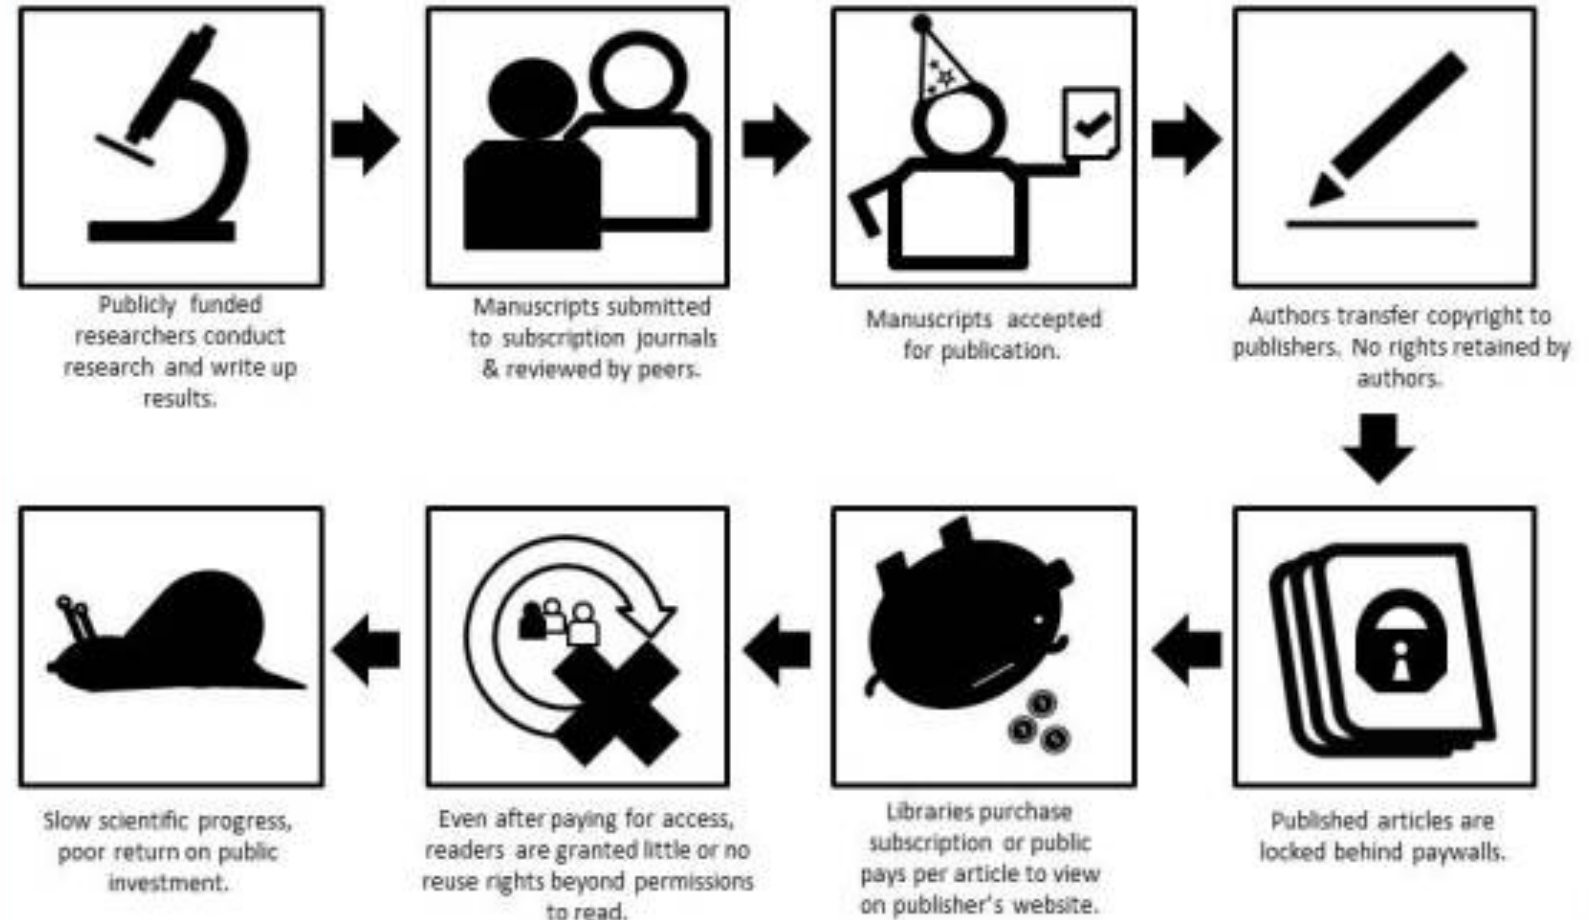 Publicly funded
researchers conduct
research and write up
results.
Manuscripts submitted
to subscription journals
& reviewed by peers.
Manuscripts accepted
for publication.
Authors transfer copyright to
publishers. No rights retained by
authors.
Published articles are
locked behind paywalls.
Libraries purchase
subscription or public
pays per article to view
on publisher's website.
Even after paying for access,
readers are granted little or no
reuse rights beyond permissions
to read.
Slow scientific progress,
poor return on public
investment.